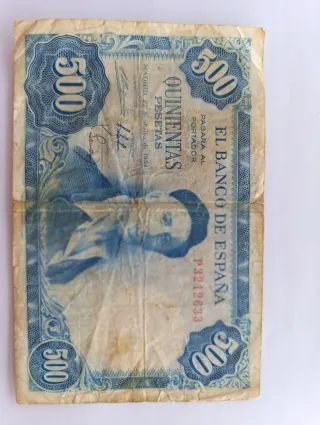 500
500
EL BANCO DE ESPAÑA
PAGARÁ AL
PORTADOR
QUINIENTAS
PESETAS
P3242633
500
500